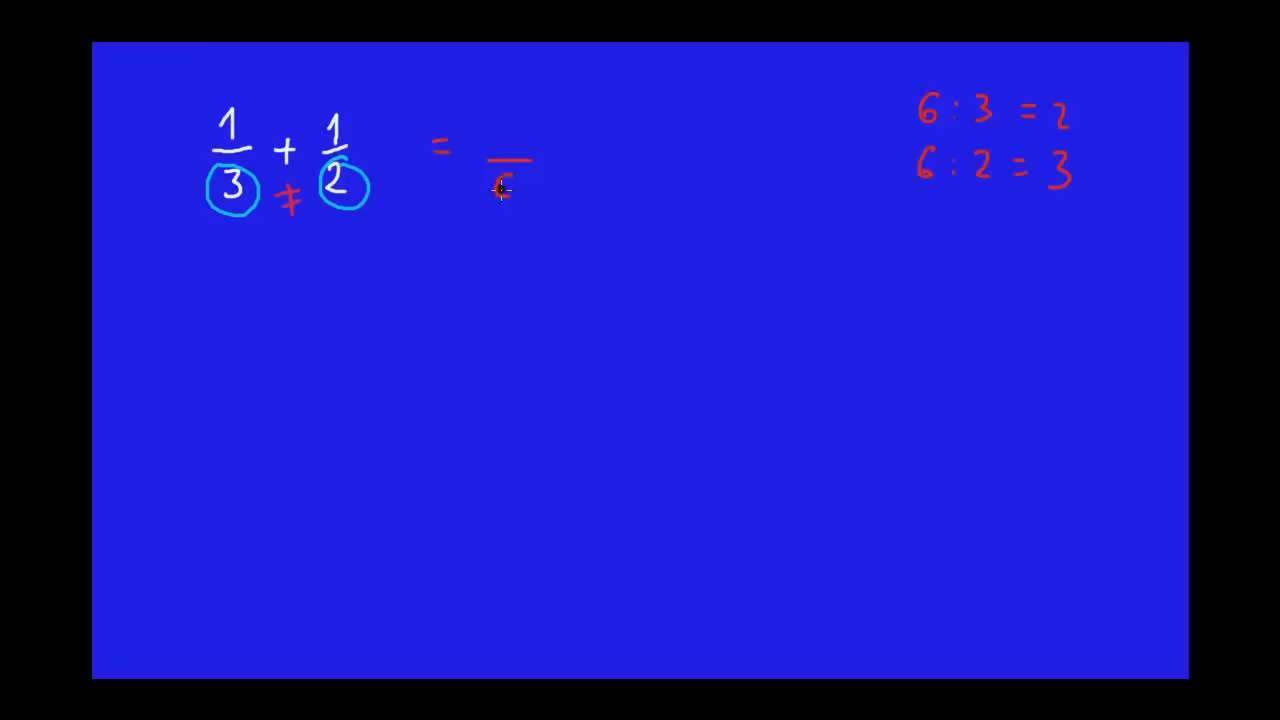 1/3 + 1/2 = /6
3 ≠ 2
6 : 3 = 2
6 : 2 = 3